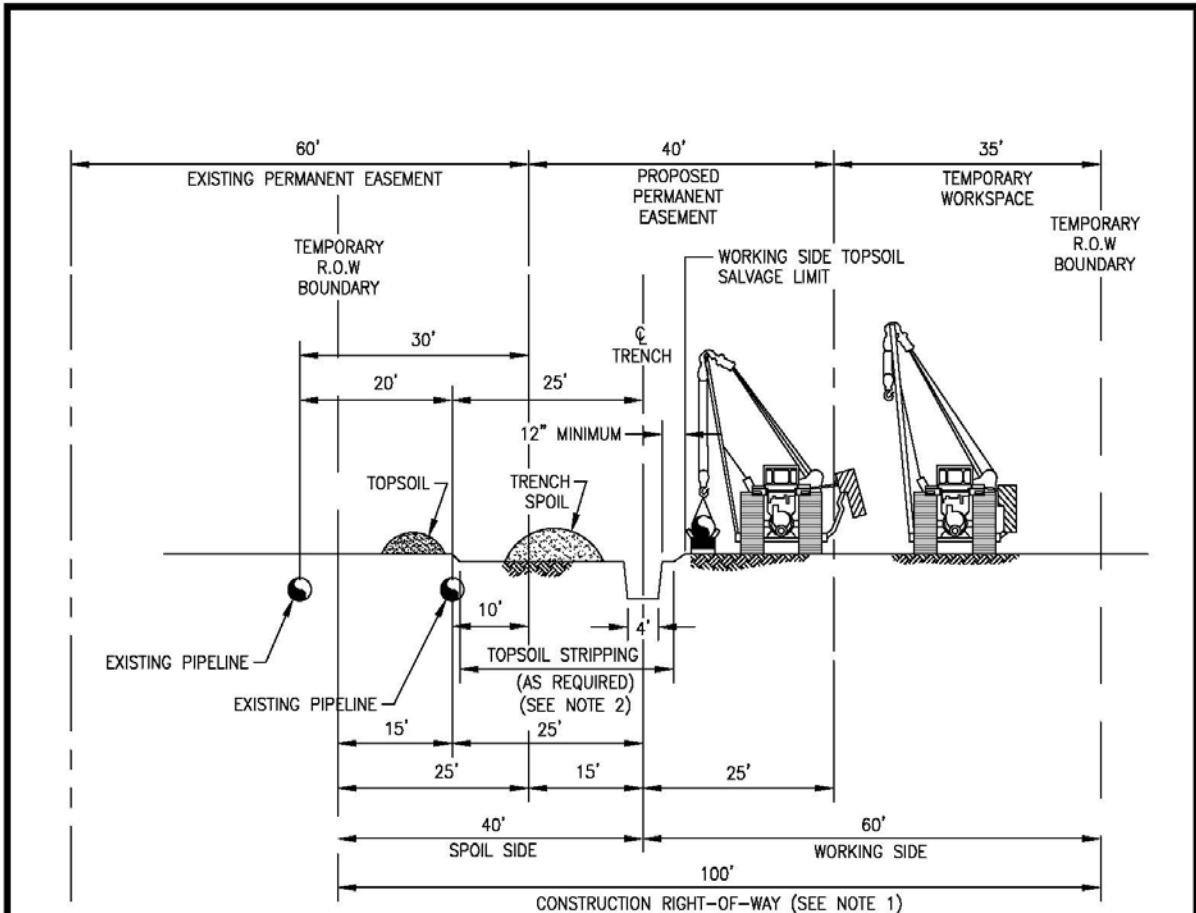 60'
EXISTING PERMANENT EASEMENT
40'
PROPOSED
PERMANENT
EASEMENT
35'
TEMPORARY
WORKSPACE
TEMPORARY
R.O.W
BOUNDARY
TEMPORARY
R.O.W
BOUNDARY
WORKING SIDE TOPSOIL
SALVAGE LIMIT
30'
℄
TRENCH
20'
25'
12" MINIMUM
TOPSOIL
TRENCH
SPOIL
10'
4'
EXISTING PIPELINE
TOPSOIL STRIPPING
(AS REQUIRED)
(SEE NOTE 2)
EXISTING PIPELINE
15'
25'
25'
15'
25'
40'
SPOIL SIDE
60'
WORKING SIDE
100'
CONSTRUCTION RIGHT-OF-WAY (SEE NOTE 1)